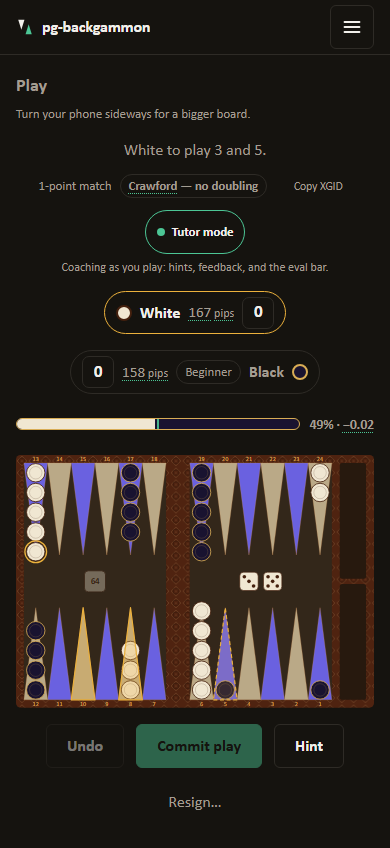 pg-backgammon
Play
Turn your phone sideways for a bigger board.
White to play 3 and 5.
1-point match Crawford — no doubling Copy XGID
Tutor mode
Coaching as you play: hints, feedback, and the eval bar.
White 167 pips 0
0 158 pips Beginner Black
49% · −0.02
13 14 15 16 17 18 19 20 21 22 23 24
64
12 11 10 9 8 7 6 5 4 3 2 1
Undo Commit play Hint
Resign...